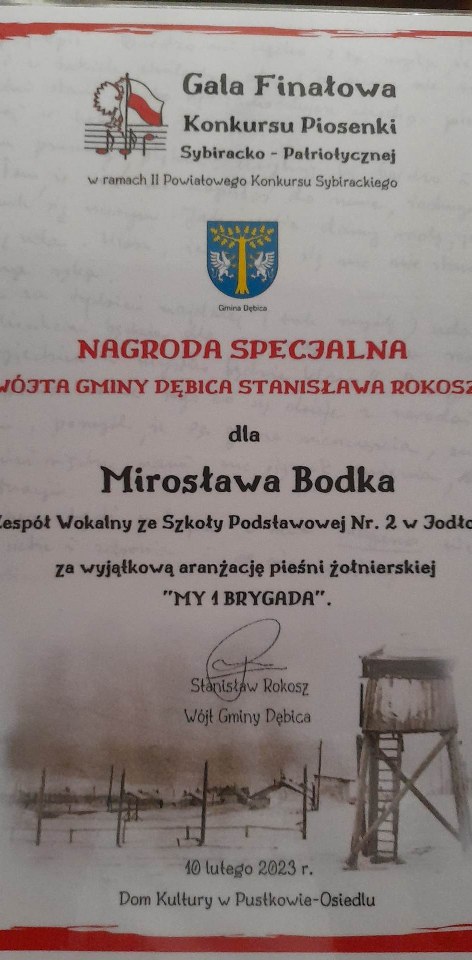 Gala Finałowa
Konkursu Piosenki
Sybiracko - Patriotycznej
w ramach II Powiatowego Konkursu Sybirackiego
Gmina Dębica
NAGRODA SPECJALNA
WÓJTA GMINY DĘBICA STANISŁAWA ROKOSZ
dla
Mirosława Bodka
Zespół Wokalny ze Szkoły Podstawowej Nr. 2 w Jodło
za wyjątkową aranżację pieśni żołnierskiej
"MY 1 BRYGADA".
Stanisław Rokosz
Wójt Gminy Dębica
10 lutego 2023 r.
Dom Kultury w Pustkowie-Osiedlu